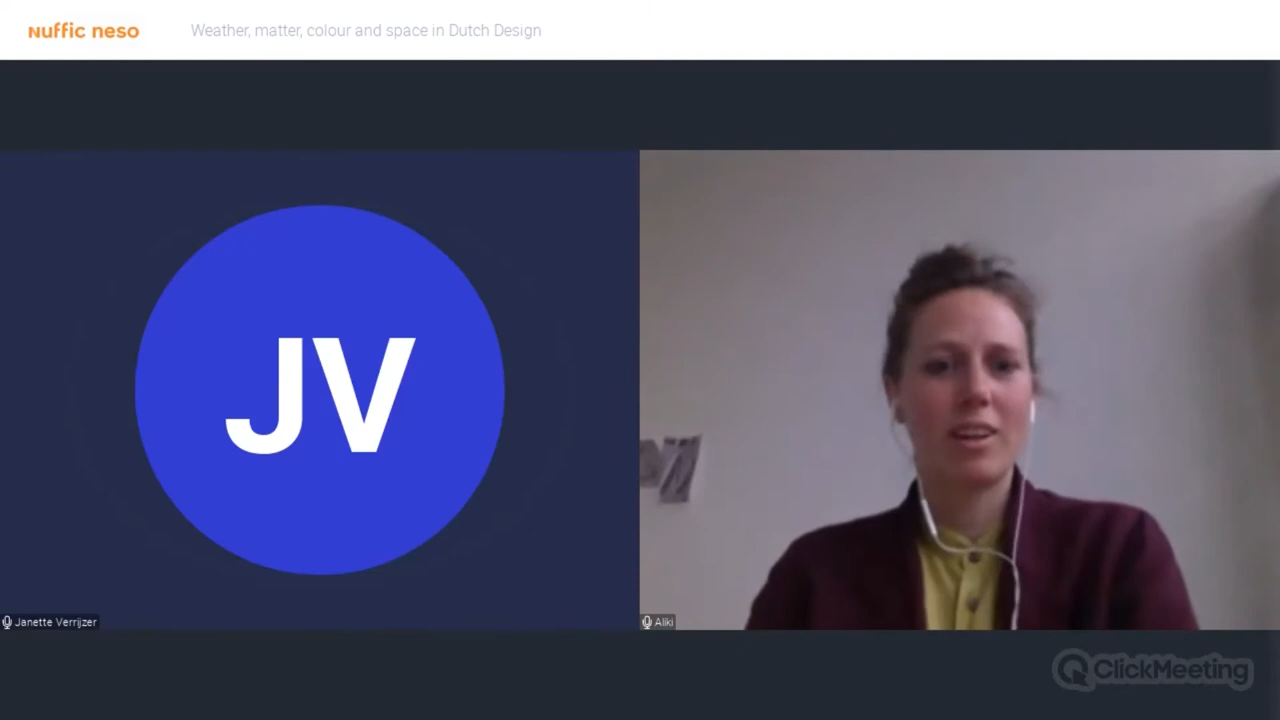 Nuffic neso
Weather, matter, colour and space in Dutch Design
JV
Janette Verrijzer
Aliki
ClickMeeting